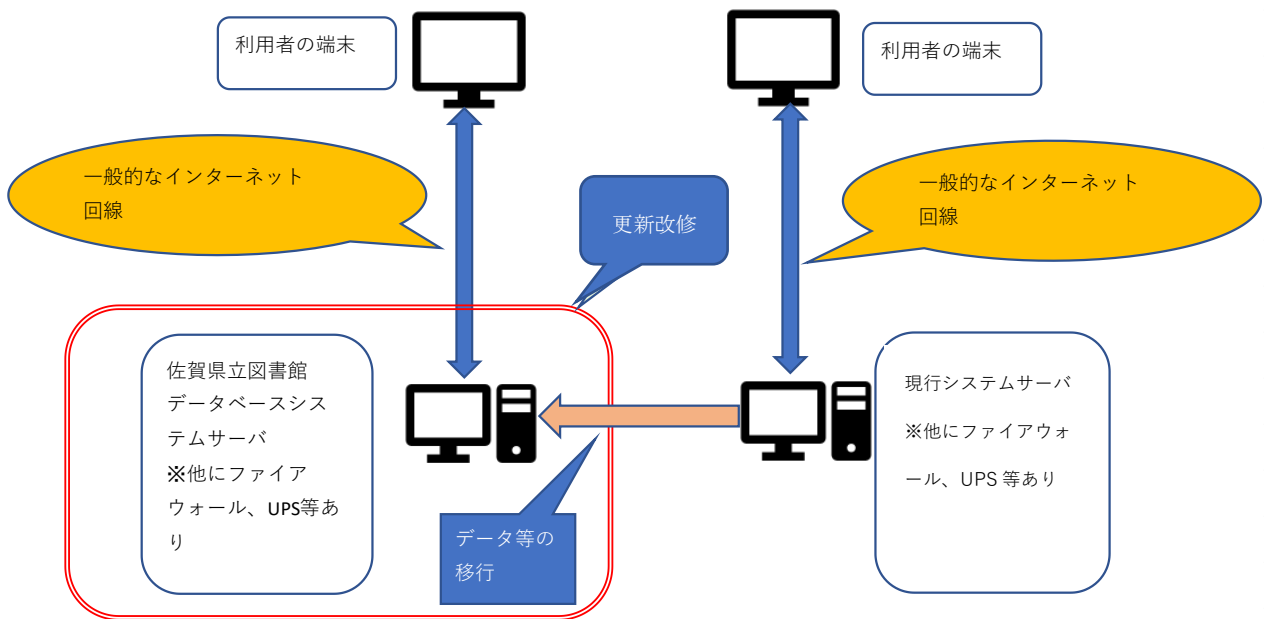 利用者の端末
利用者の端末
一般的なインターネット
回線
一般的なインターネット
回線
更新改修
佐賀県立図書館
データベースシス
テムサーバ
※他にファイア
ウォール、UPS等あ
り
現行システムサーバ
※他にファイアウォ
ール、UPS 等あり
データ等の
移行